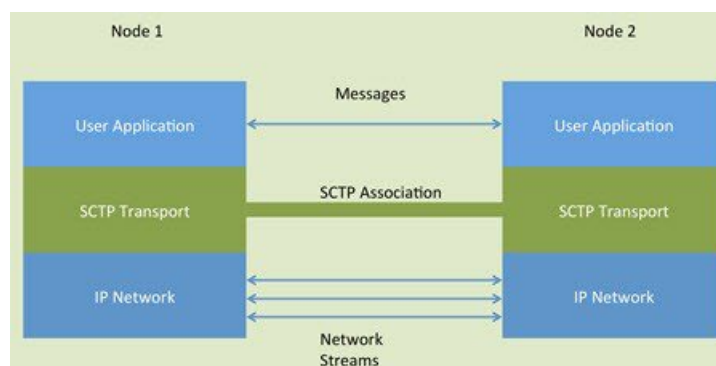 Node 1
Node 2
Messages
User Application
User Application
SCTP Association
SCTP Transport
SCTP Transport
IP Network
IP Network
Network
Streams